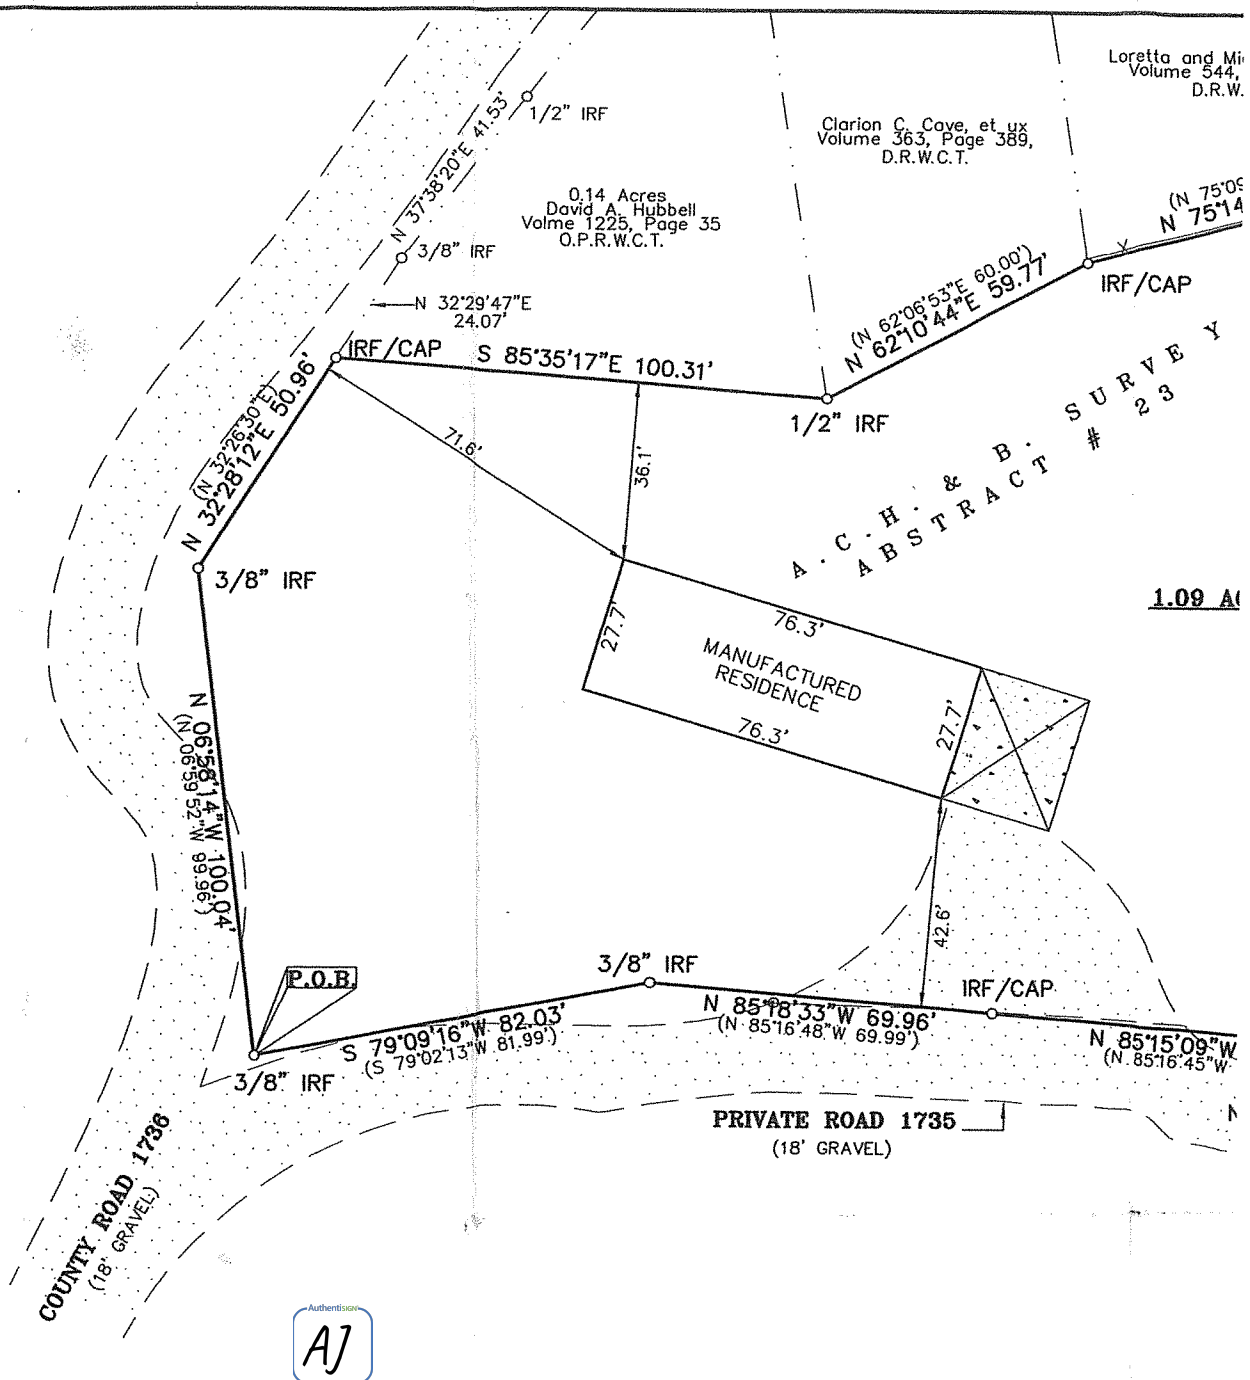 Loretta and Mi
Volume 544,
D.R.W.
Clarion C. Cave, et ux
Volume 363, Page 389,
D.R.W.C.T.
N 37°38'20"E 41.53'
1/2" IRF
0.14 Acres
David A. Hubbell
Volme 1225, Page 35
O.P.R.W.C.T.
(N 75°09
N 75°14
3/8" IRF
N 32°29'47"E
24.07'
(N 62°06'53"E 60.00')
N 62°10'44"E 59.77'
IRF/CAP
IRF/CAP
S 85°35'17"E 100.31'
1/2" IRF
(N 32°26'30"E)
N 32°28'12"E 50.96'
71.6'
36.1'
A. C. H. & B. SURVEY
ABSTRACT # 23
3/8" IRF
1.09 A
27.7'
76.3'
MANUFACTURED
RESIDENCE
76.3'
27.7'
N 06°58'14"W 100.04'
(N 06°59'52"W 99.96')
42.6'
P.O.B.
3/8" IRF
IRF/CAP
S 79°09'16"W 82.03'
(S 79°02'13"W 81.99')
N 85°18'33"W 69.96'
(N 85°16'48"W 69.99')
N 85°15'09"W
(N 85°16'45"W
3/8" IRF
N
PRIVATE ROAD 1735
(18' GRAVEL)
COUNTY ROAD 1736
(18' GRAVEL)
AuthentiSIGN
AJ